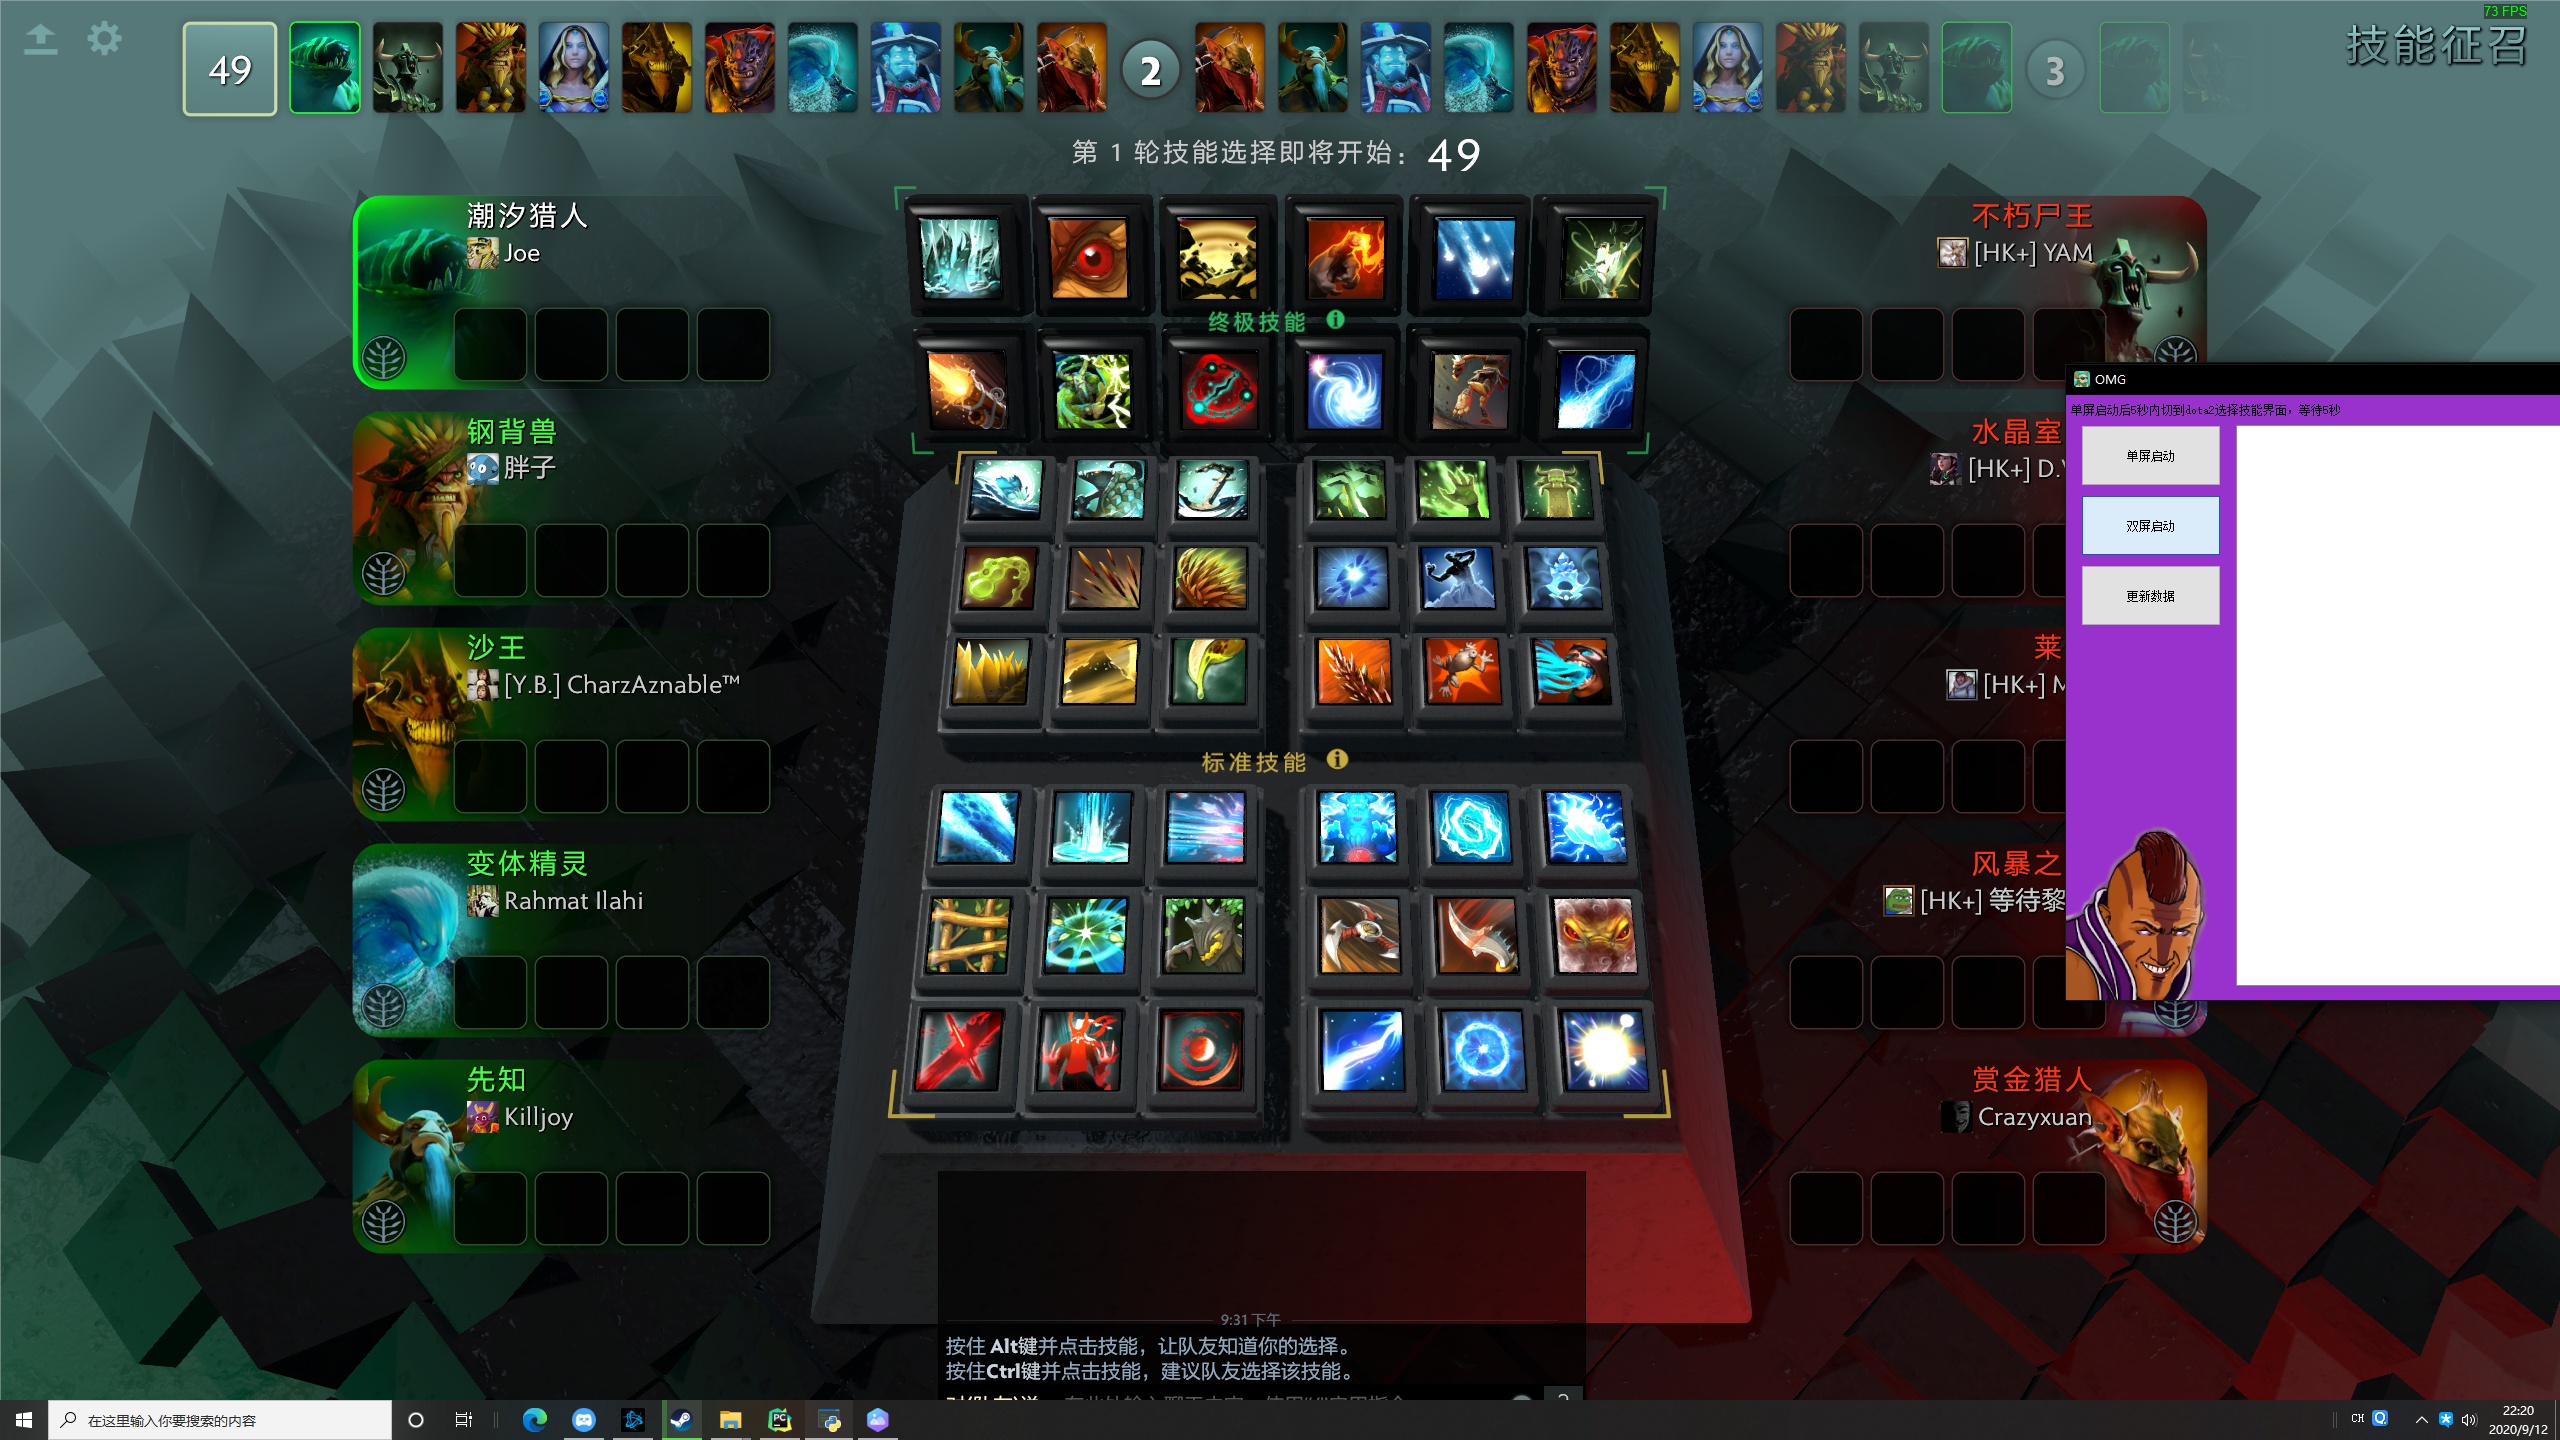 73 FPS
技能征召
49
2
3
第 1 轮技能选择即将开始：49
潮汐猎人
Joe
钢背兽
胖子
沙王
[Y.B.] CharzAznable™
变体精灵
Rahmat Ilahi
先知
Killjoy
终极技能
标准技能
不朽尸王
[HK+] YAM
水晶室
[HK+] D.
莱
[HK+]
风暴之
[HK+] 等待黎
赏金猎人
Crazyxuan
OMG
单屏启动后5秒内切到dota2选择技能界面，等待5秒
单屏启动
双屏启动
更新数据
9:31 下午
按住 Alt键并点击技能，让队友知道你的选择。
按住Ctrl键并点击技能，建议队友选择该技能。
在这里输入你要搜索的内容
PC
CH
22:20
2020/9/12